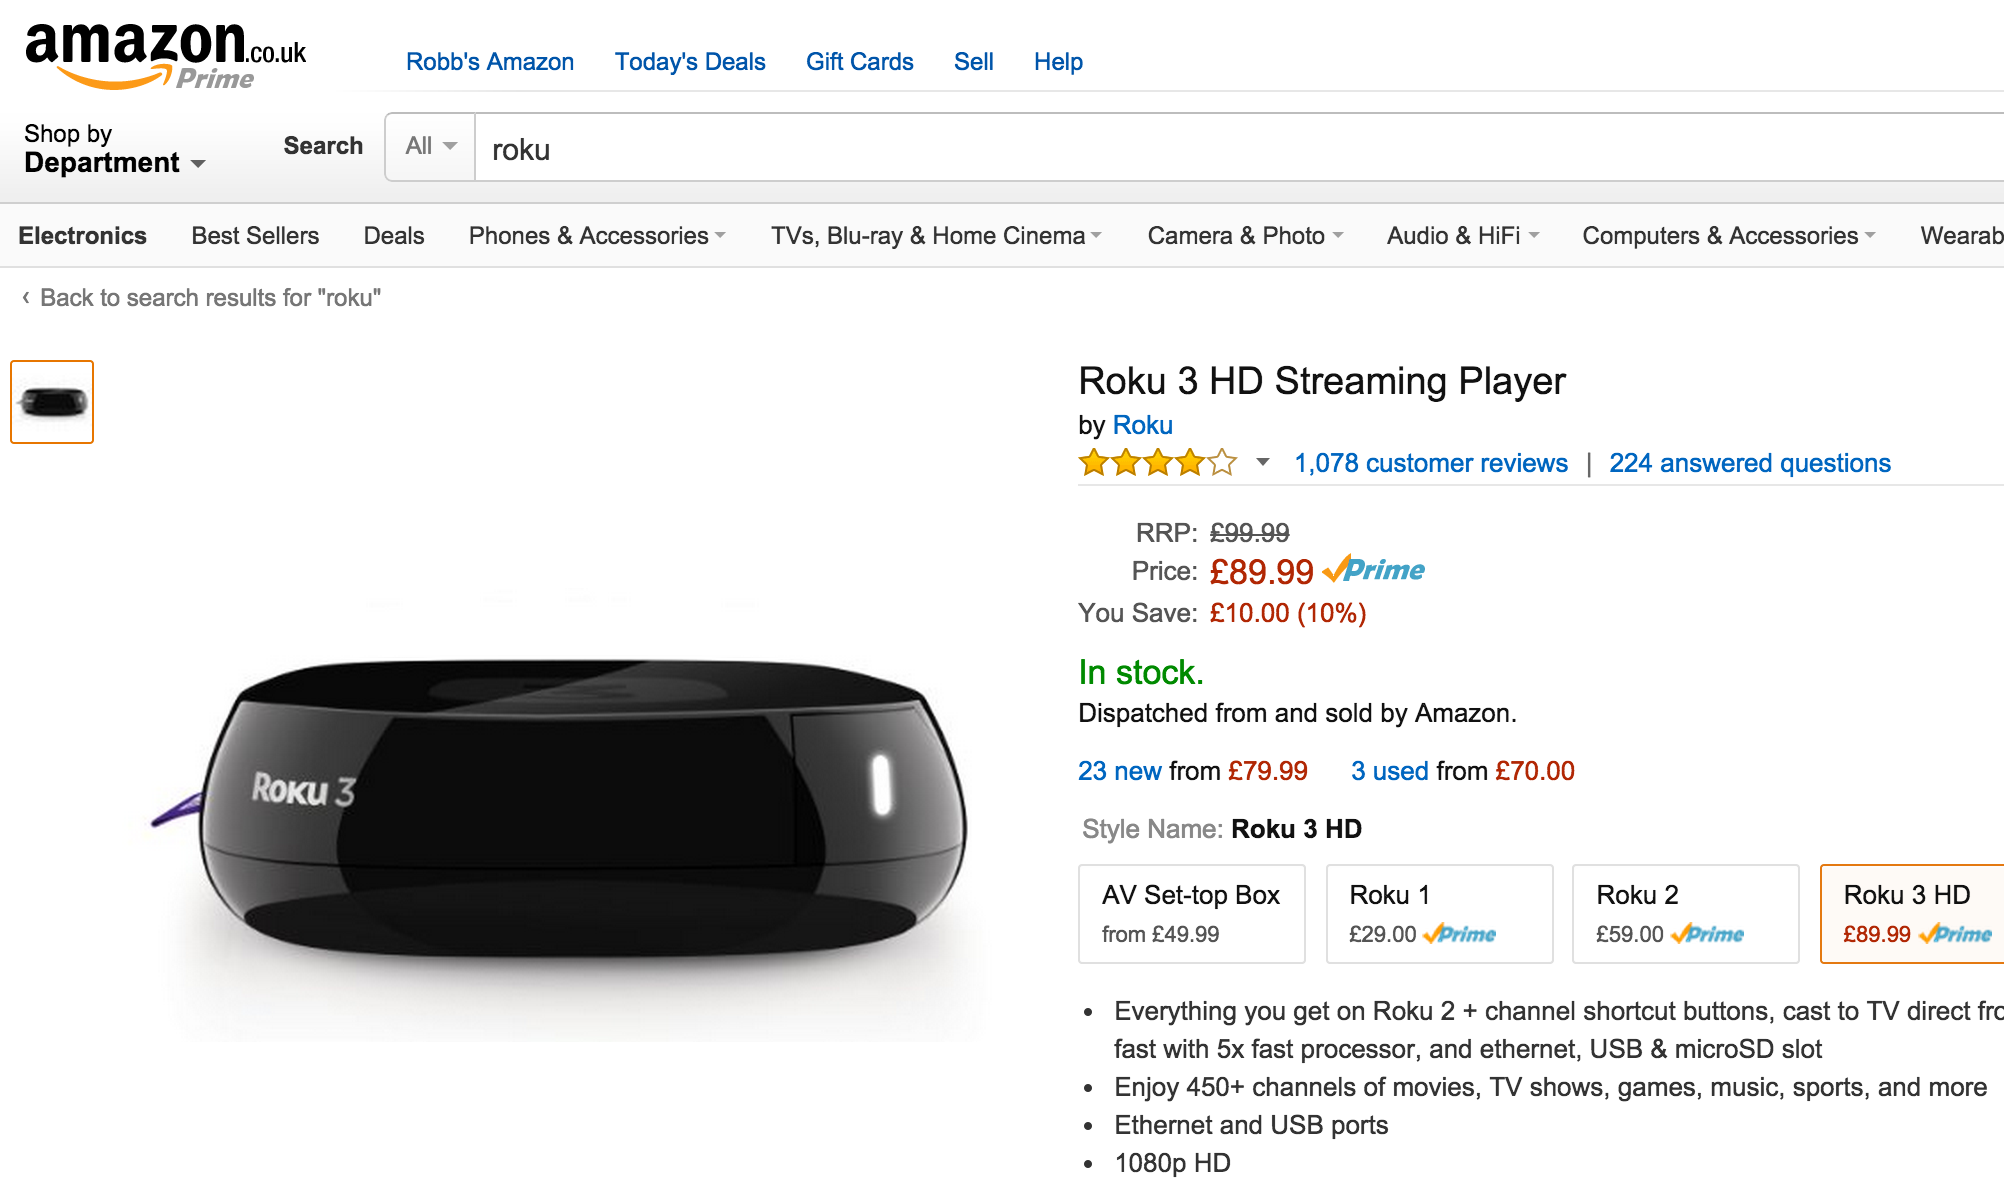 amazon.co.uk
Prime
Robb's Amazon Today's Deals Gift Cards Sell Help
Shop by
Department
Search All roku
Electronics Best Sellers Deals Phones & Accessories TVs, Blu-ray & Home Cinema Camera & Photo Audio & HiFi Computers & Accessories Wearab
‹ Back to search results for "roku"
Roku 3 HD Streaming Player
by Roku
1,078 customer reviews | 224 answered questions
RRP: £99.99
Price: £89.99 Prime
You Save: £10.00 (10%)
In stock.
Dispatched from and sold by Amazon.
23 new from £79.99 3 used from £70.00
Style Name: Roku 3 HD
AV Set-top Box
from £49.99
Roku 1
£29.00 Prime
Roku 2
£59.00 Prime
Roku 3 HD
£89.99 Prime
• Everything you get on Roku 2 + channel shortcut buttons, cast to TV direct fro
fast with 5x fast processor, and ethernet, USB & microSD slot
• Enjoy 450+ channels of movies, TV shows, games, music, sports, and more
• Ethernet and USB ports
• 1080p HD
Roku 3